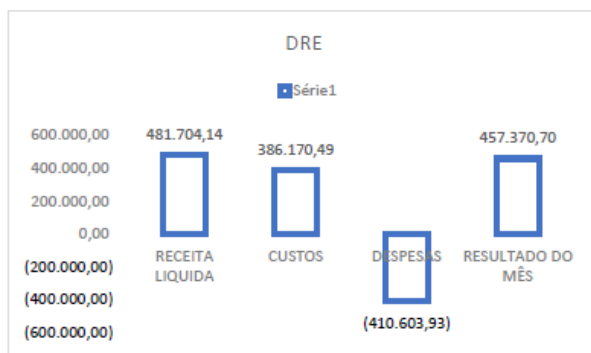 DRE
Série1
600.000,00
400.000,00
200.000,00
0,00
(200.000,00)
(400.000,00)
(600.000,00)
481.704,14
386.170,49
(410.603,93)
457.370,70
RECEITA
LIQUIDA
CUSTOS
DESPESAS
RESULTADO DO
MÊS